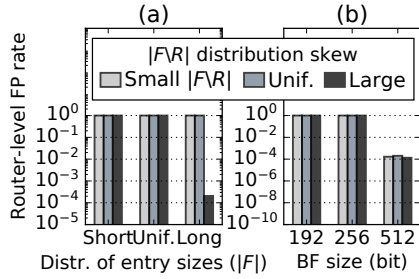 (a)
(b)
|F\R| distribution skew
Small |F\R|
Unif.
Large
Router-level FP rate
10^0
10^-1
10^-2
10^-3
10^-4
10^-5
Short
Unif.
Long
Distr. of entry sizes (|F|)
10^0
10^-2
10^-4
10^-6
10^-8
10^-10
192
256
512
BF size (bit)